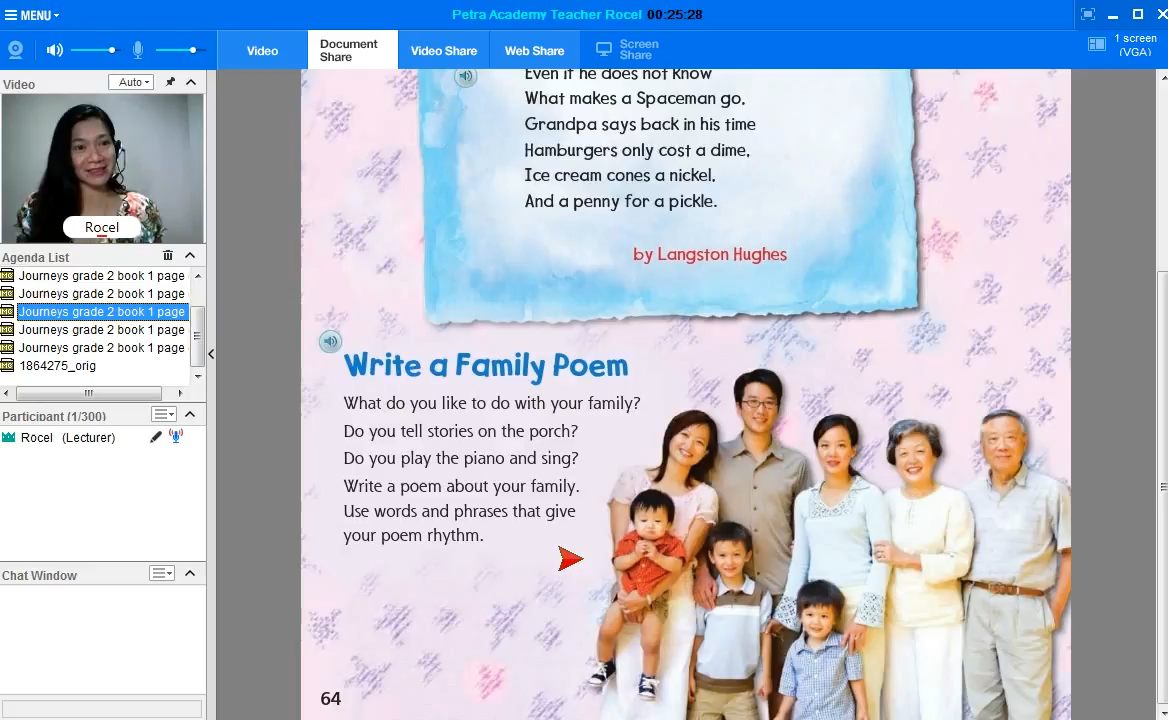 MENU
Petra Academy Teacher Rocel 00:25:28
Video
Document
Share
Video Share
Web Share
Screen
Share
1 screen
(VGA)
Video
Auto
Rocel
Agenda List
Journeys grade 2 book 1 page
Journeys grade 2 book 1 page
Journeys grade 2 book 1 page
Journeys grade 2 book 1 page
Journeys grade 2 book 1 page
1864275_orig
Participant (1/300)
Rocel (Lecturer)
Chat Window
Even if he does not know
What makes a Spaceman go,
Grandpa says back in his time
Hamburgers only cost a dime,
Ice cream cones a nickel,
And a penny for a pickle.
by Langston Hughes
Write a Family Poem
What do you like to do with your family?
Do you tell stories on the porch?
Do you play the piano and sing?
Write a poem about your family.
Use words and phrases that give
your poem rhythm.
64